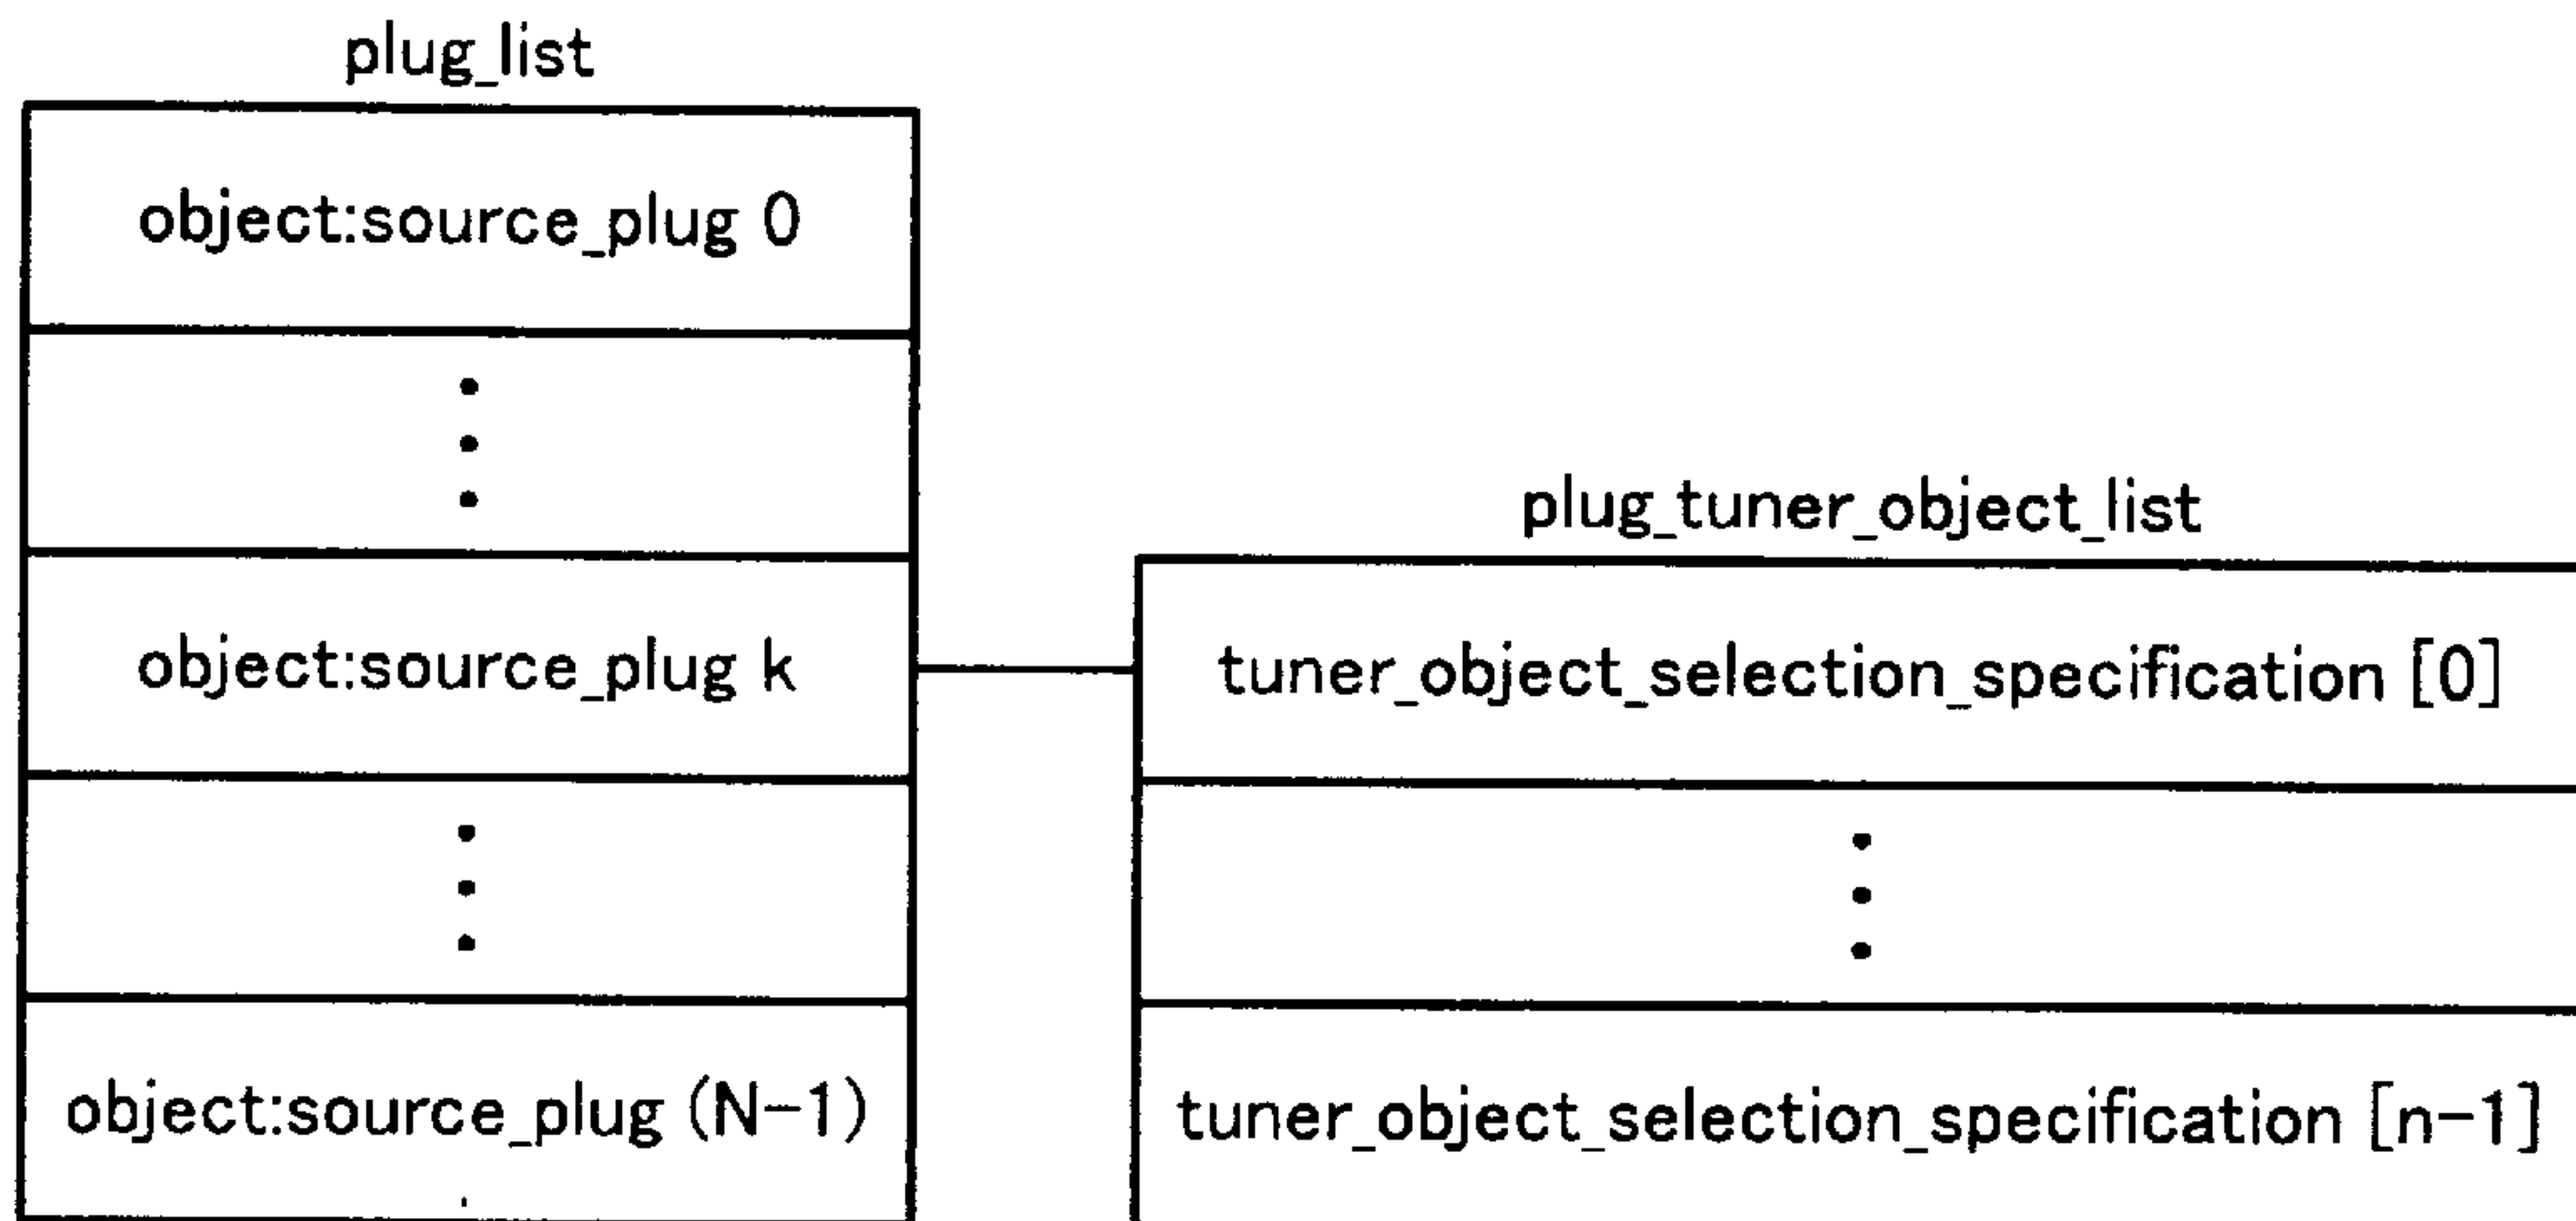 plug_list
object:source_plug 0
object:source_plug k
object:source_plug (N-1)
plug_tuner_object_list
tuner_object_selection_specification [0]
tuner_object_selection_specification [n-1]